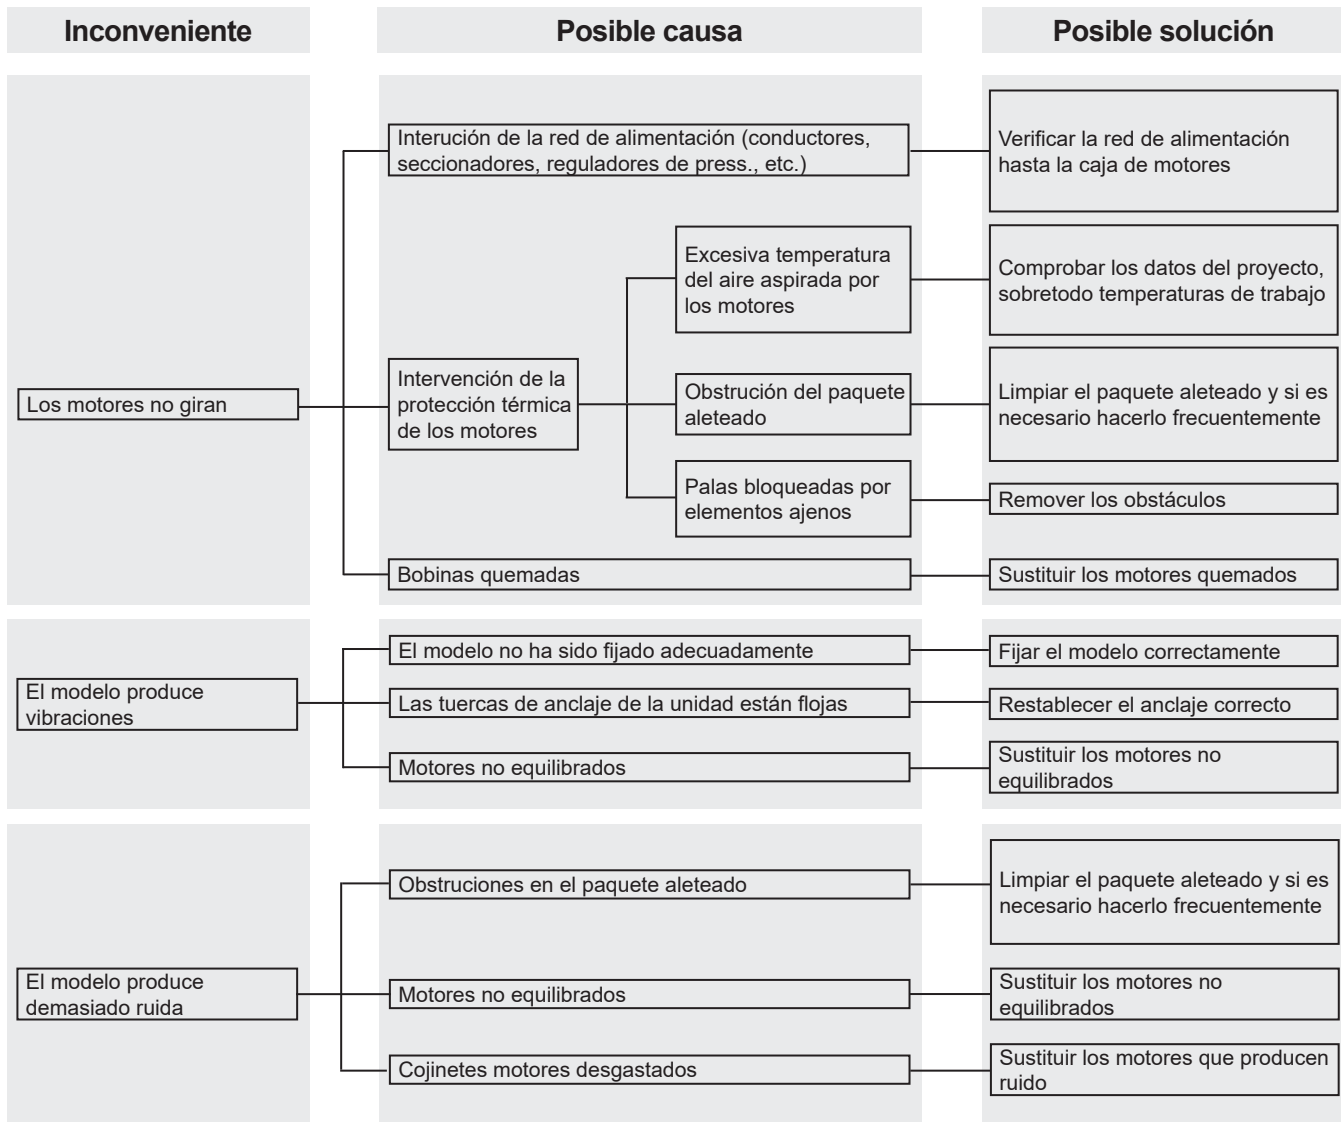 Inconveniente
Posible causa
Posible solución
Los motores no giran
Interución de la red de alimentación (conductores,
seccionadores, reguladores de press., etc.)
Verificar la red de alimentación
hasta la caja de motores
Intervención de la
protección térmica
de los motores
Excesiva temperatura
del aire aspirada por
los motores
Comprobar los datos del proyecto,
sobretodo temperaturas de trabajo
Obstrución del paquete
aleteado
Limpiar el paquete aleteado y si es
necesario hacerlo frecuentemente
Palas bloqueadas por
elementos ajenos
Remover los obstáculos
Bobinas quemadas
Sustituir los motores quemados
El modelo produce
vibraciones
El modelo no ha sido fijado adecuadamente
Fijar el modelo correctamente
Las tuercas de anclaje de la unidad están flojas
Restablecer el anclaje correcto
Motores no equilibrados
Sustituir los motores no
equilibrados
El modelo produce
demasiado ruida
Obstruciones en el paquete aleteado
Limpiar el paquete aleteado y si es
necesario hacerlo frecuentemente
Motores no equilibrados
Sustituir los motores no
equilibrados
Cojinetes motores desgastados
Sustituir los motores que producen
ruido